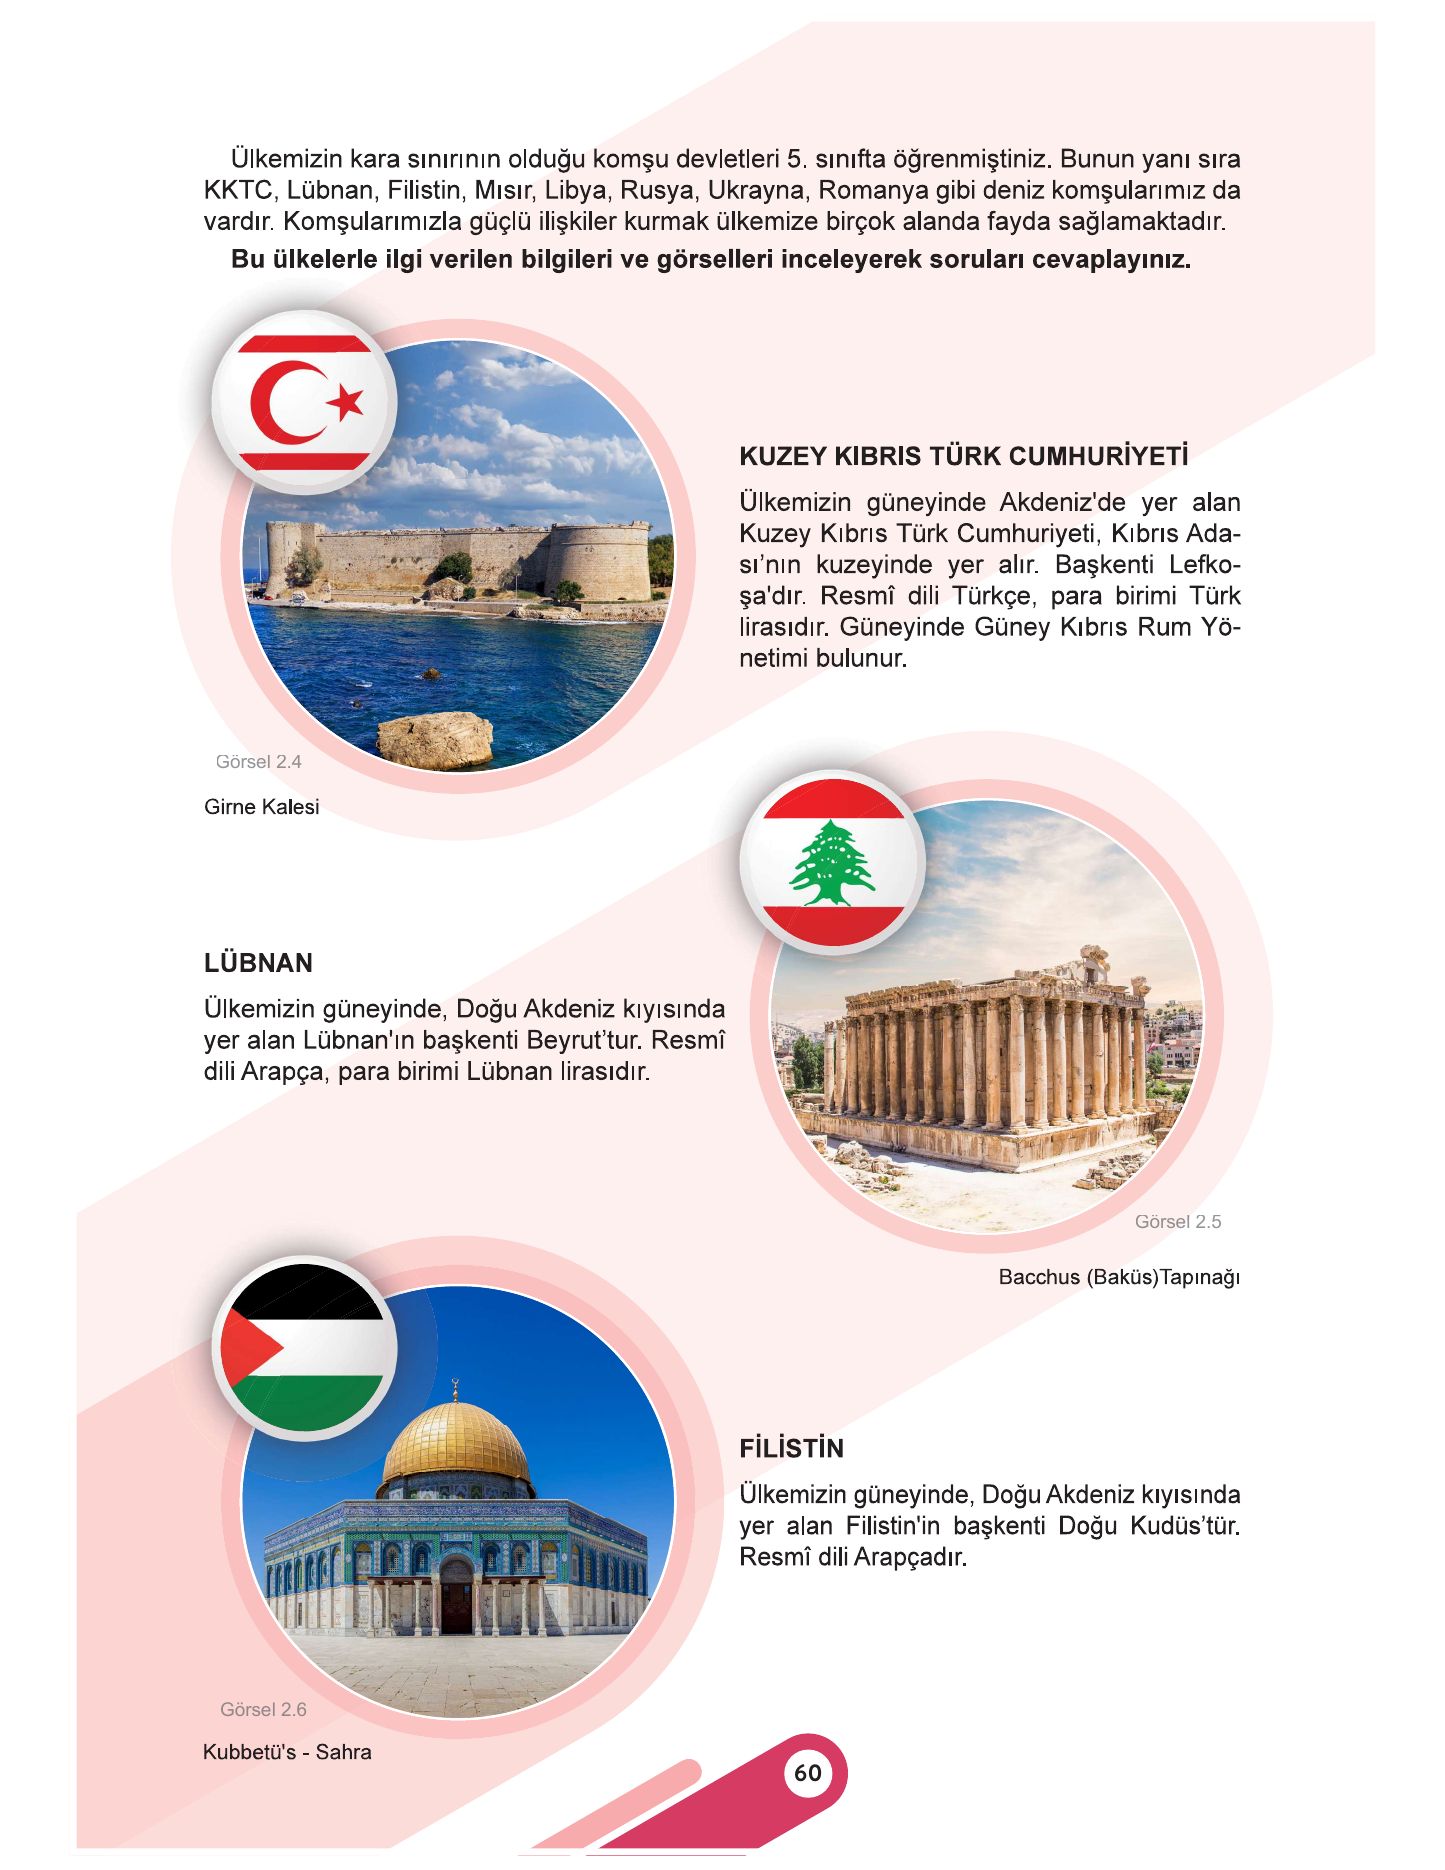 Ülkemizin kara sınırının olduğu komşu devletleri 5. sınıfta öğrenmiştiniz. Bunun yanı sıra
KKTC, Lübnan, Filistin, Mısır, Libya, Rusya, Ukrayna, Romanya gibi deniz komşularımız da
vardır. Komşularımızla güçlü ilişkiler kurmak ülkemize birçok alanda fayda sağlamaktadır.
Bu ülkelerle ilgi verilen bilgileri ve görselleri inceleyerek soruları cevaplayınız.
KUZEY KIBRIS TÜRK CUMHURİYETİ
Ülkemizin güneyinde Akdeniz'de yer alan
Kuzey Kıbrıs Türk Cumhuriyeti, Kıbrıs Ada-
sı’nın kuzeyinde yer alır. Başkenti Lefko-
şa'dır. Resmî dili Türkçe, para birimi Türk
lirasıdır. Güneyinde Güney Kıbrıs Rum Yö-
netimi bulunur.
Görsel 2.4
Girne Kalesi
LÜBNAN
Ülkemizin güneyinde, Doğu Akdeniz kıyısında
yer alan Lübnan'ın başkenti Beyrut’tur. Resmî
dili Arapça, para birimi Lübnan lirasıdır.
Görsel 2.5
Bacchus (Baküs)Tapınağı
FİLİSTİN
Ülkemizin güneyinde, Doğu Akdeniz kıyısında
yer alan Filistin'in başkenti Doğu Kudüs’tür.
Resmî dili Arapçadır.
Görsel 2.6
Kubbetü's - Sahra
60